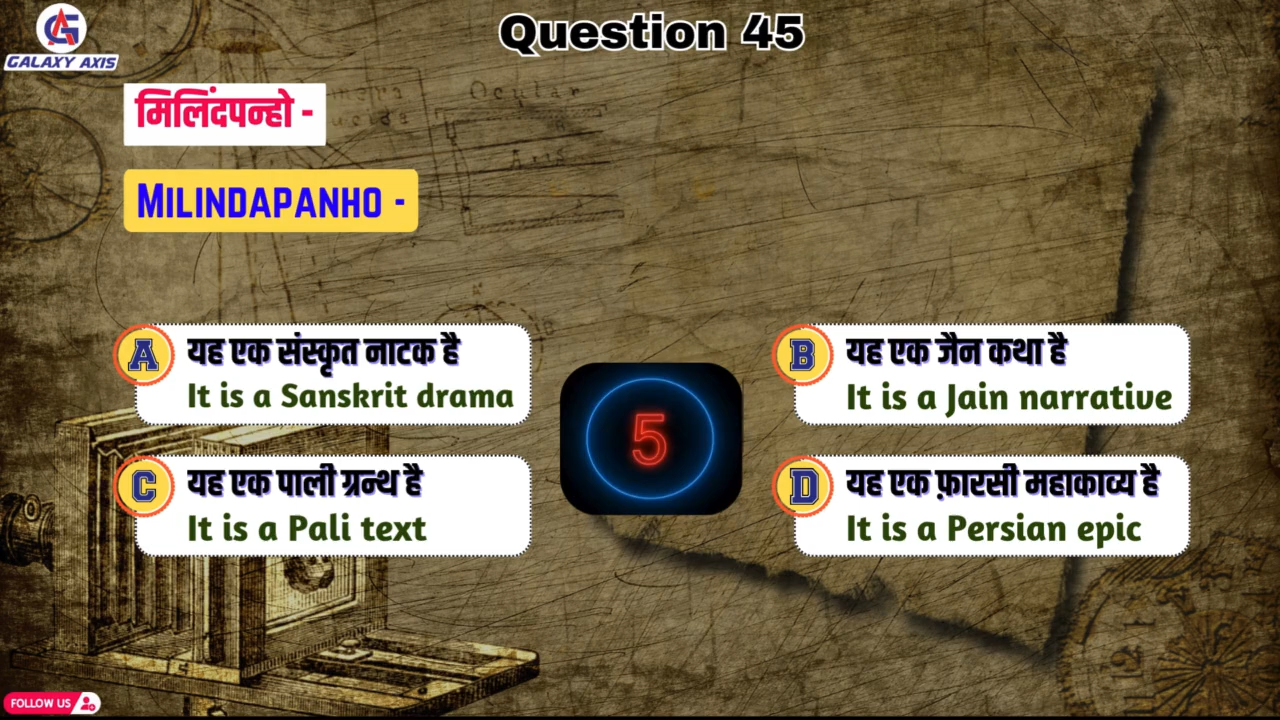 GALAXY AXIS
Question 45
मिलिंदपन्हो -
MILINDAPANHO -
A
यह एक संस्कृत नाटक है
It is a Sanskrit drama
B
यह एक जैन कथा है
It is a Jain narrative
5
C
यह एक पाली ग्रन्थ है
It is a Pali text
D
यह एक फ़ारसी महाकाव्य है
It is a Persian epic
Ocular
Axis
FOLLOW US